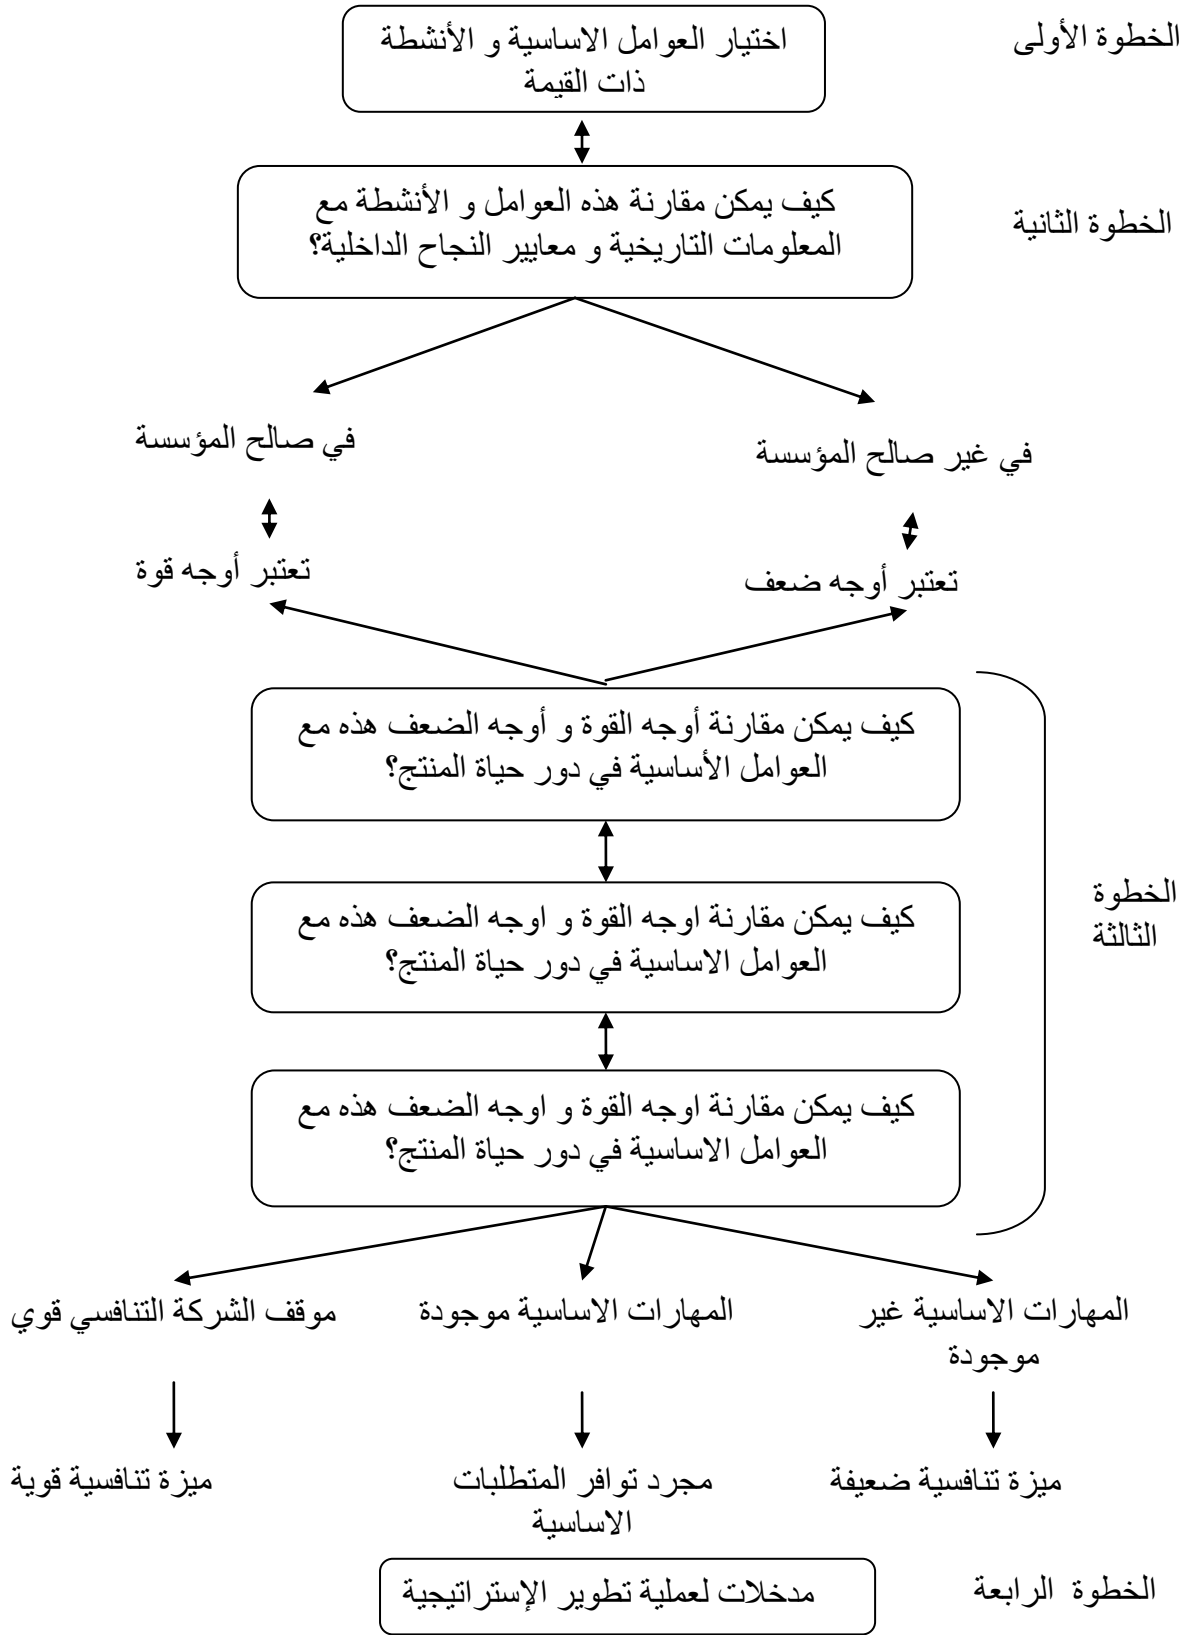 الخطوة الأولى
اختيار العوامل الاساسية و الأنشطة
ذات القيمة
الخطوة الثانية
كيف يمكن مقارنة هذه العوامل و الأنشطة مع
المعلومات التاريخية و معايير النجاح الداخلية؟
في غير صالح المؤسسة
في صالح المؤسسة
تعتبر أوجه ضعف
تعتبر أوجه قوة
كيف يمكن مقارنة أوجه القوة و أوجه الضعف هذه مع
العوامل الأساسية في دور حياة المنتج؟
الخطوة
الثالثة
كيف يمكن مقارنة اوجه القوة و اوجه الضعف هذه مع
العوامل الاساسية في دور حياة المنتج؟
كيف يمكن مقارنة اوجه القوة و اوجه الضعف هذه مع
العوامل الاساسية في دور حياة المنتج؟
المهارات الاساسية غير
موجودة
المهارات الاساسية موجودة
موقف الشركة التنافسي قوي
ميزة تنافسية ضعيفة
مجرد توافر المتطلبات
الاساسية
ميزة تنافسية قوية
الخطوة الرابعة
مدخلات لعملية تطوير الإستراتيجية